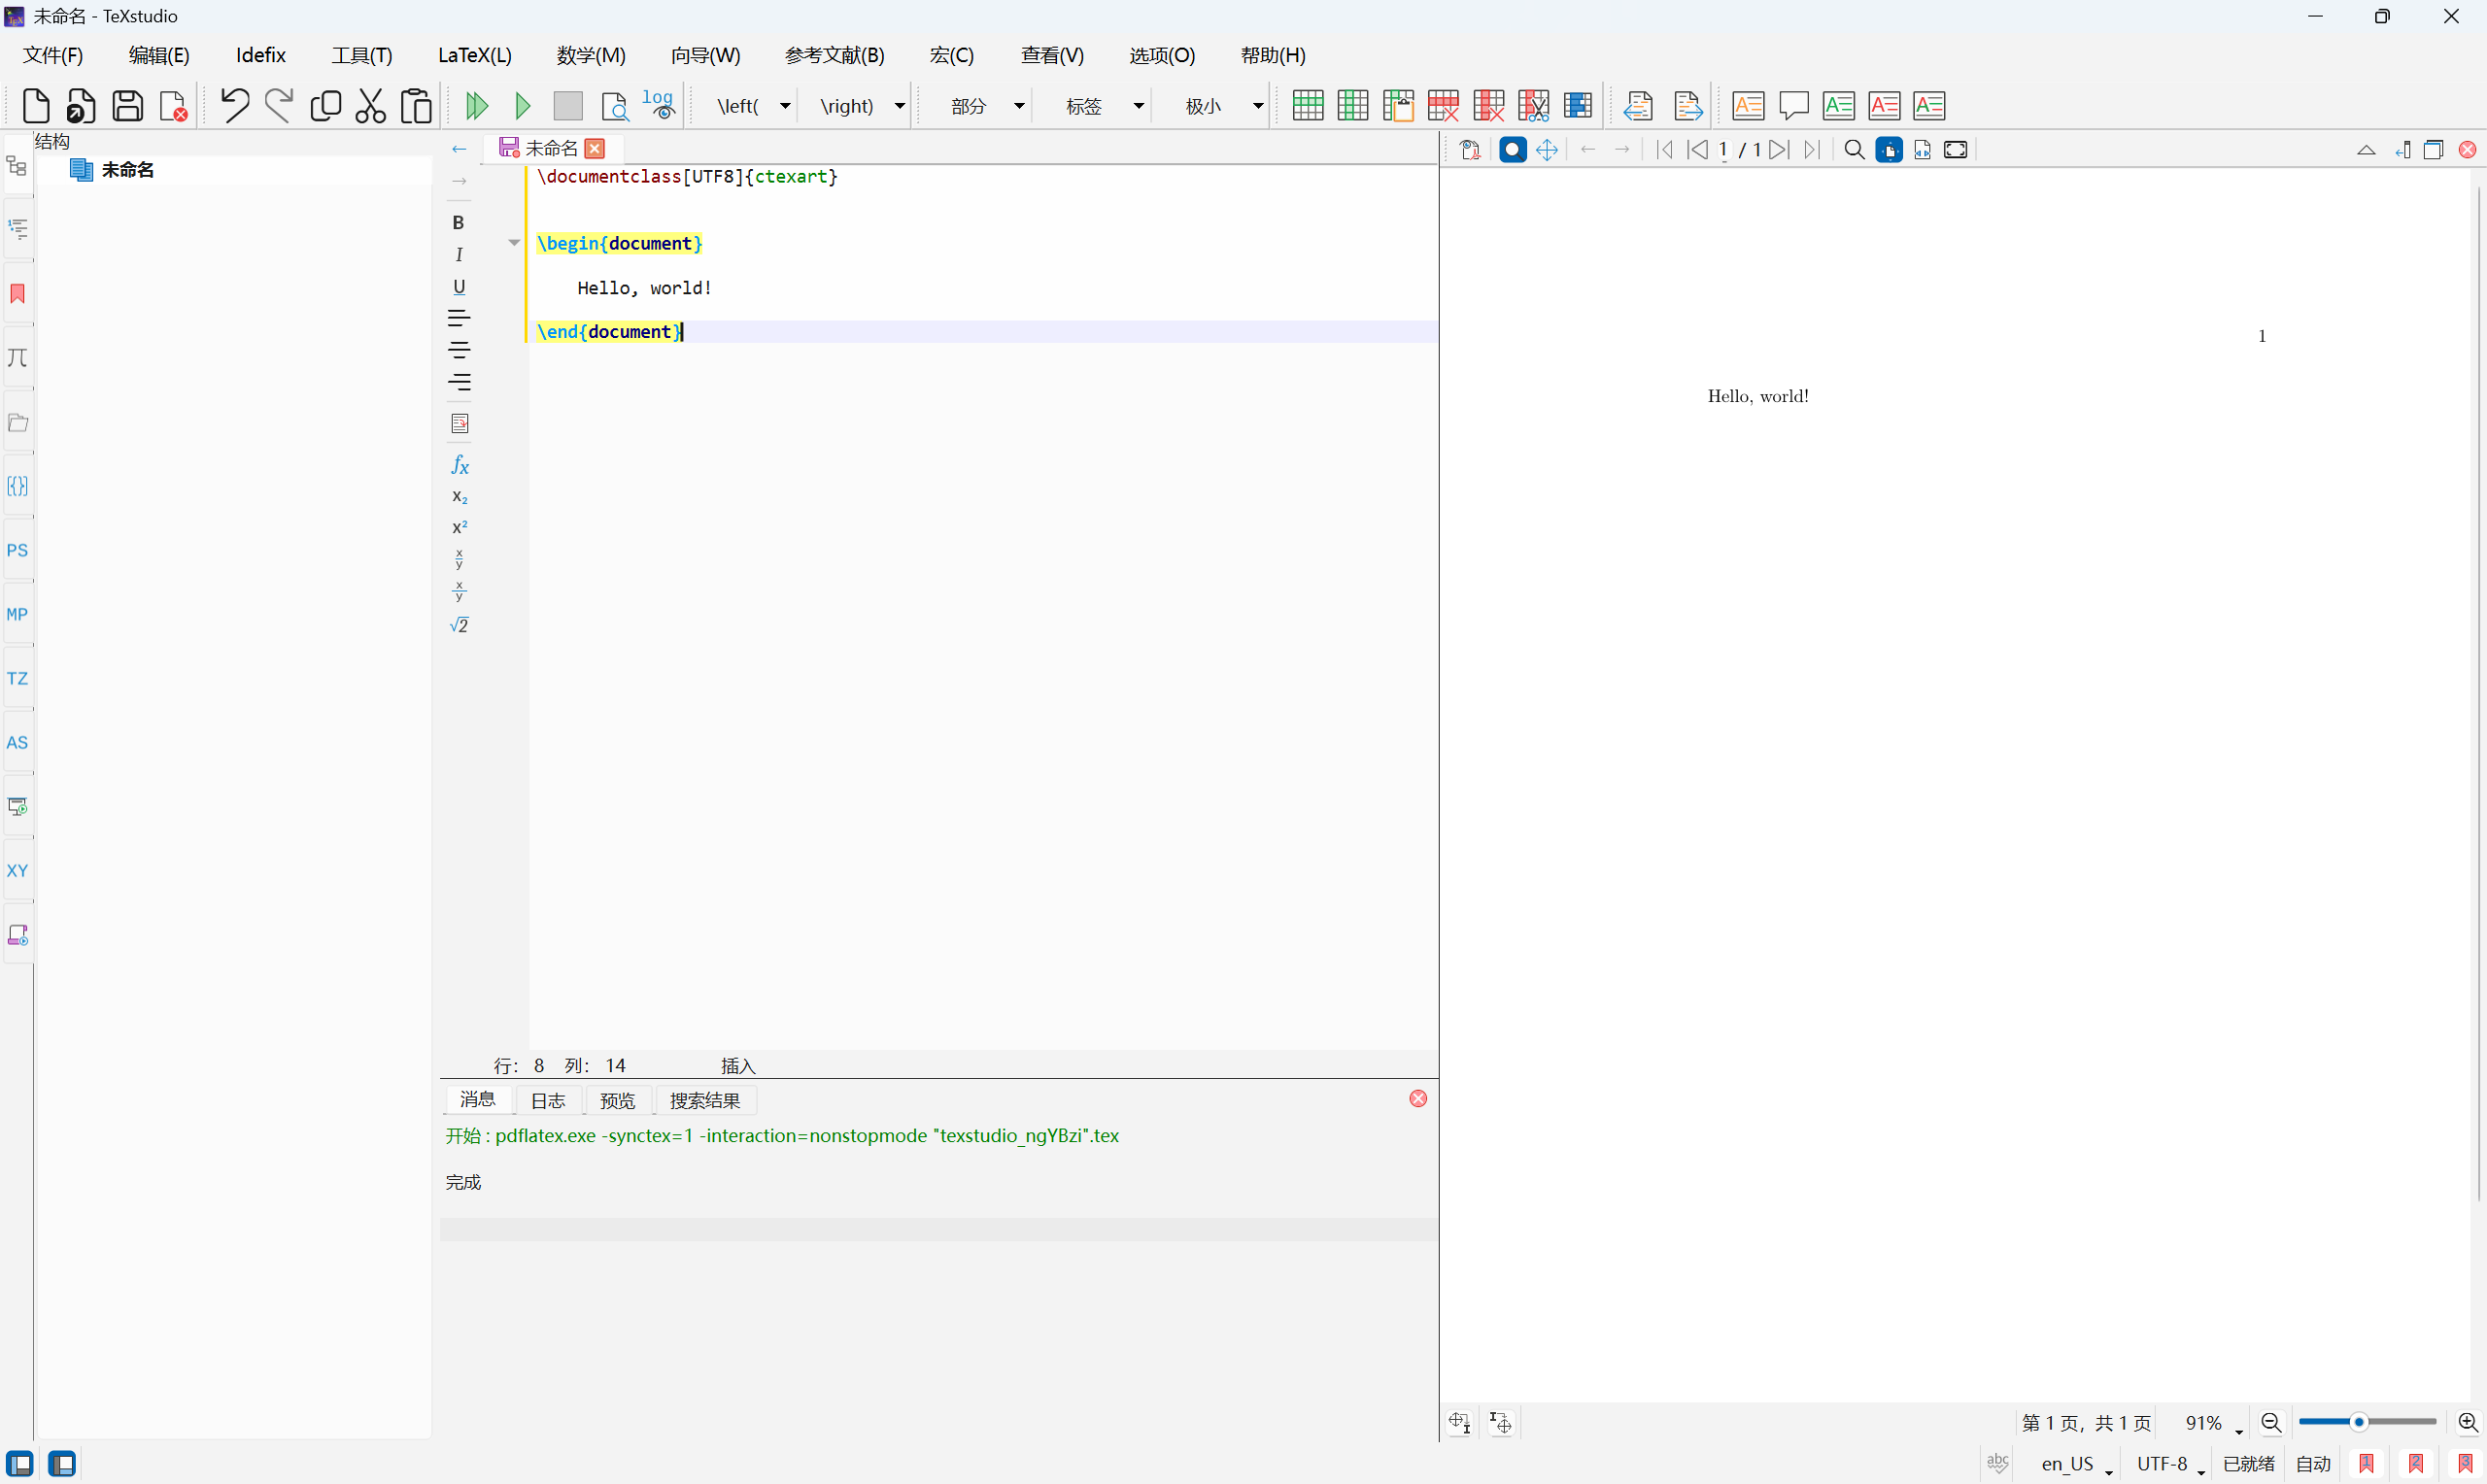 未命名 - TeXstudio
文件(F) 编辑(E) Idefix 工具(T) LaTeX(L) 数学(M) 向导(W) 参考文献(B) 宏(C) 查看(V) 选项(O) 帮助(H)
log \left( \right) 部分 标签 极小
结构
未命名
PS
MP
TZ
AS
XY
未命名
B
I
U
\documentclass[UTF8]{ctexart}
\begin{document}
Hello, world!
\end{document}
行: 8 列: 14 插入
消息 日志 预览 搜索结果
开始 : pdflatex.exe -synctex=1 -interaction=nonstopmode "texstudio_ngYBzi".tex
完成
1 / 1
1
Hello, world!
第 1 页, 共 1 页 91%
abc en_US UTF-8 已就绪 自动 1 2 3